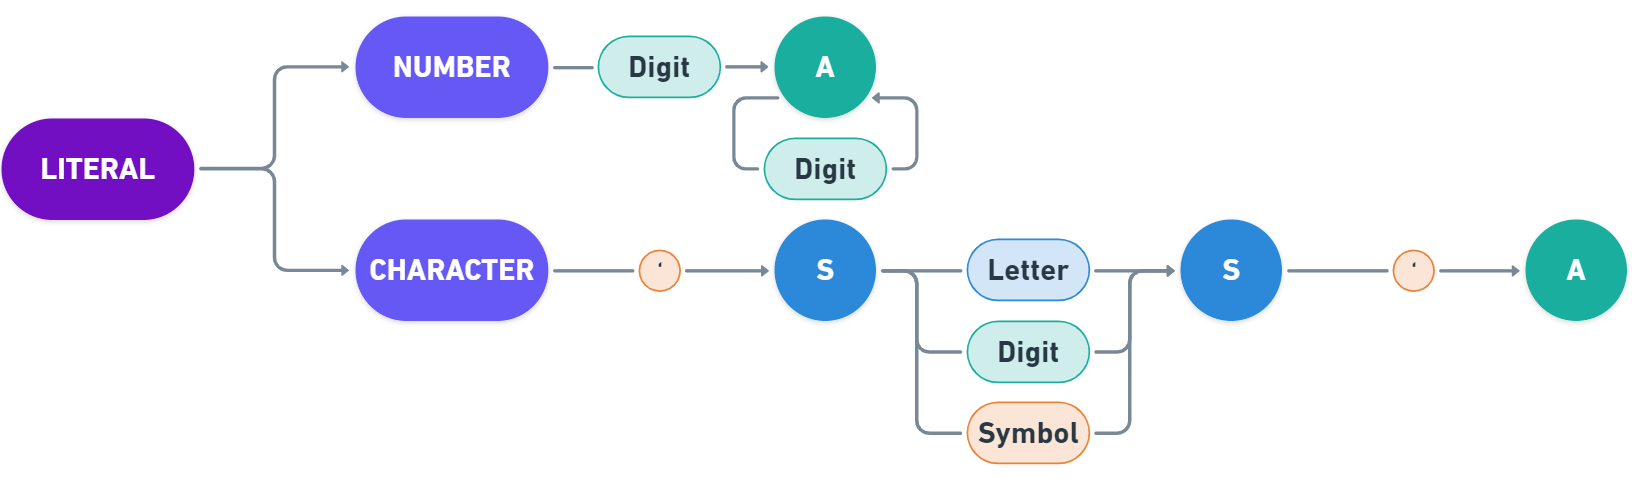 NUMBER
Digit
A
LITERAL
Digit
CHARACTER
‘
S
Letter
S
‘
A
Digit
Symbol